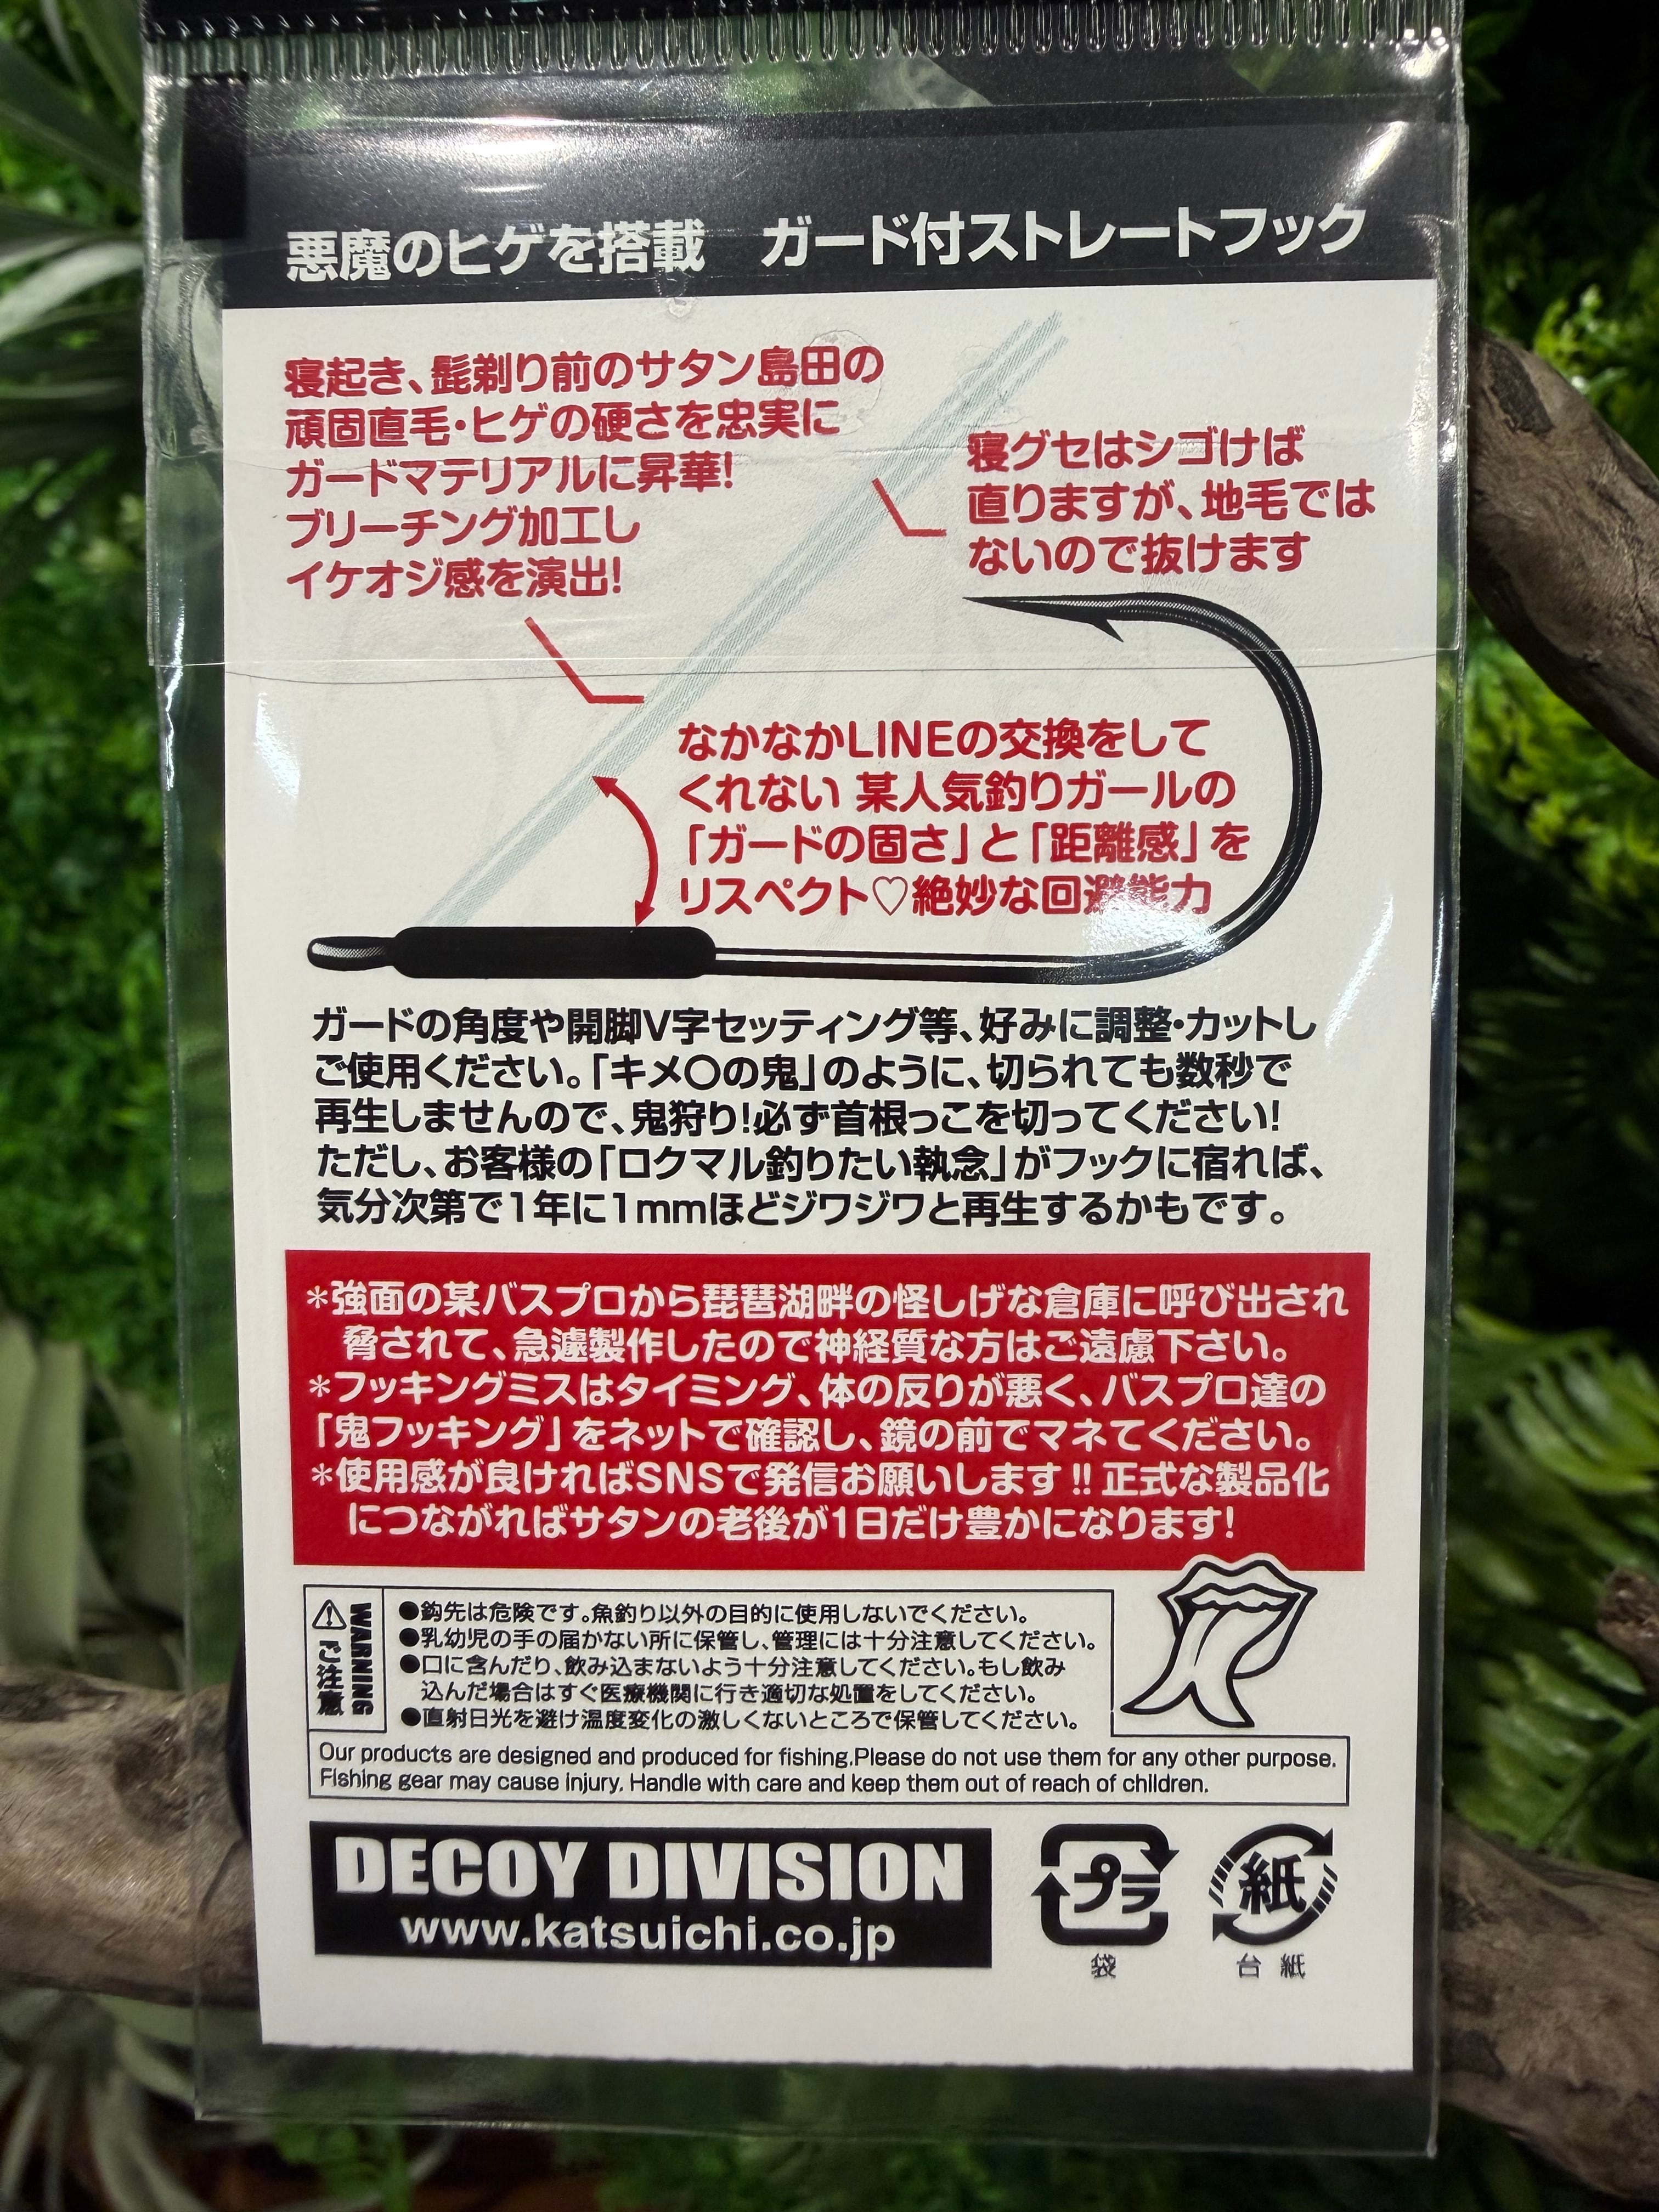 悪魔のヒゲを搭載　ガード付ストレートフック
寝起き、髭剃り前のサタン島田の
頑固直毛・ヒゲの硬さを忠実に
ガードマテリアルに昇華!
ブリーチング加工し
イケオジ感を演出!
寝グセはシゴけば
直りますが、地毛では
ないので抜けます
なかなかLINEの交換をして
くれない 某人気釣りガールの
「ガードの固さ」と「距離感」を
リスペクト♡絶妙な回避能力
ガードの角度や開脚V字セッティング等、好みに調整・カットし
ご使用ください。「キメ〇の鬼」のように、切られても数秒で
再生しませんので、鬼狩り!必ず首根っこを切ってください!
ただし、お客様の「ロクマル釣りたい執念」がフックに宿れば、
気分次第で1年に1mmほどジワジワと再生するかもです。
*強面の某バスプロから琵琶湖畔の怪しげな倉庫に呼び出され
脅されて、急遽製作したので神経質な方はご遠慮下さい。
*フッキングミスはタイミング、体の反りが悪く、バスプロ達の
「鬼フッキング」をネットで確認し、鏡の前でマネてください。
*使用感が良ければSNSで発信お願いします!!正式な製品化
につながればサタンの老後が1日だけ豊かになります!
WARNING
⚠ご注意
●鈎先は危険です。魚釣り以外の目的に使用しないでください。
●乳幼児の手の届かない所に保管し、管理には十分注意してください。
●口に含んだり、飲み込まないよう十分注意してください。もし飲み
込んだ場合はすぐ医療機関に行き適切な処置をしてください。
●直射日光を避け温度変化の激しくないところで保管してください。
Our products are designed and produced for fishing.Please do not use them for any other purpose.
Fishing gear may cause injury. Handle with care and keep them out of reach of children.
DECOY DIVISION
www.katsuichi.co.jp
プラ
袋
紙
台紙